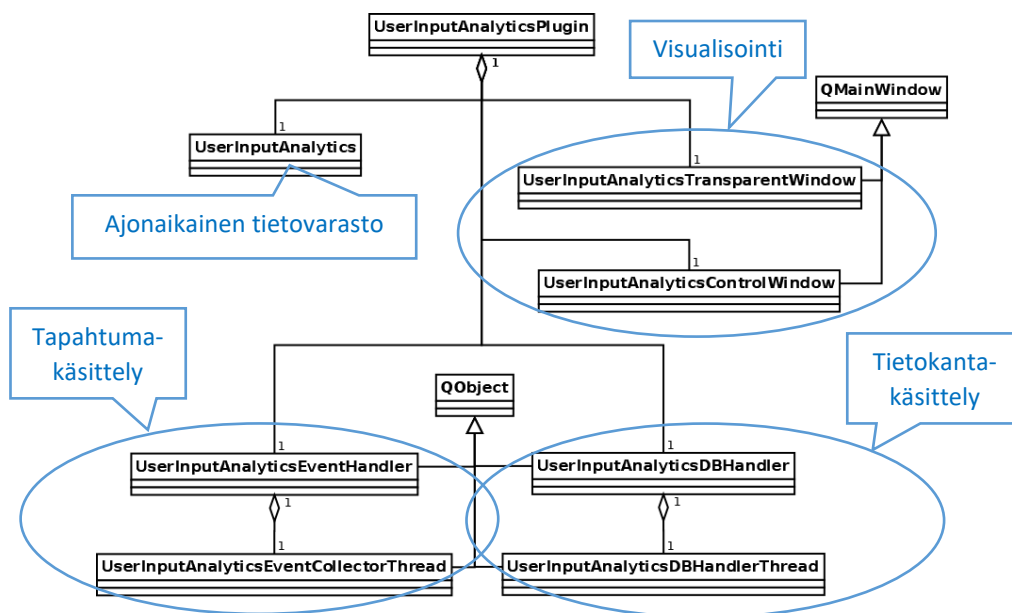 UserInputAnalyticsPlugin
1
Visualisointi
QMainWindow
1
UserInputAnalytics
1
UserInputAnalyticsTransparentWindow
Ajonaikainen tietovarasto
1
UserInputAnalyticsControlWindow
Tapahtuma-
käsittely
Tietokanta-
käsittely
QObject
1
1
UserInputAnalyticsEventHandler
UserInputAnalyticsDBHandler
1
1
1
1
UserInputAnalyticsEventCollectorThread
UserInputAnalyticsDBHandlerThread